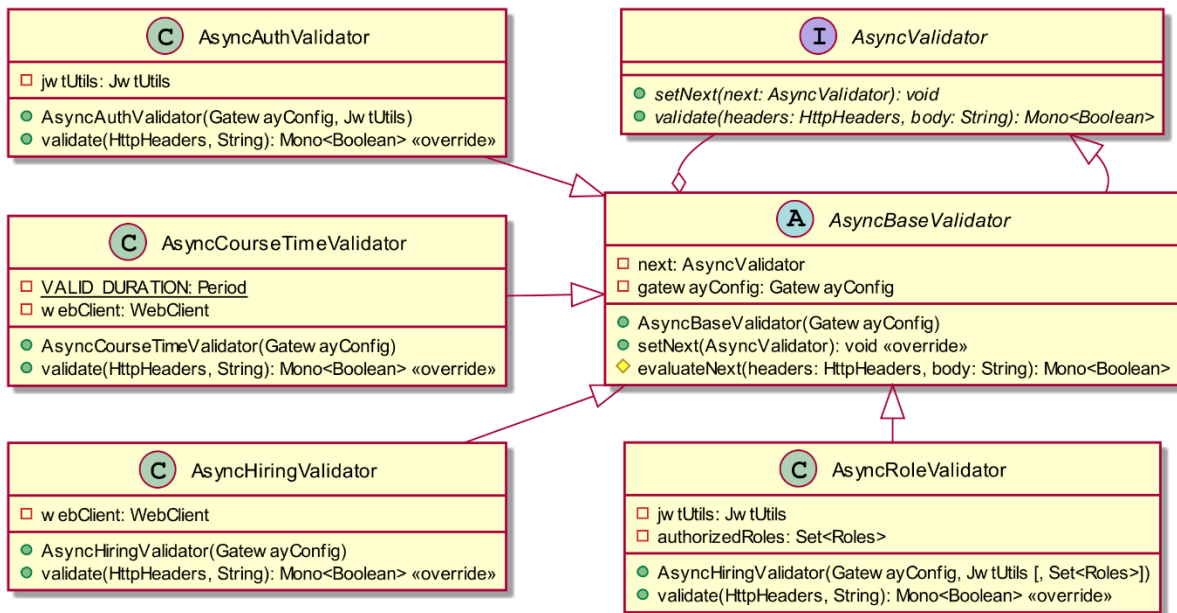 C AsyncAuthValidator
jwtUtils: JwtUtils
AsyncAuthValidator(GatewayConfig, JwtUtils)
validate(HttpHeaders, String): Mono<Boolean> «override»
I AsyncValidator
setNext(next: AsyncValidator): void
validate(headers: HttpHeaders, body: String): Mono<Boolean>
C AsyncCourseTimeValidator
VALID_DURATION: Period
webClient: WebClient
AsyncCourseTimeValidator(GatewayConfig)
validate(HttpHeaders, String): Mono<Boolean> «override»
A AsyncBaseValidator
next: AsyncValidator
gatewayConfig: GatewayConfig
AsyncBaseValidator(GatewayConfig)
setNext(AsyncValidator): void «override»
evaluateNext(headers: HttpHeaders, body: String): Mono<Boolean>
C AsyncHiringValidator
webClient: WebClient
AsyncHiringValidator(GatewayConfig)
validate(HttpHeaders, String): Mono<Boolean> «override»
C AsyncRoleValidator
jwtUtils: JwtUtils
authorizedRoles: Set<Roles>
AsyncHiringValidator(GatewayConfig, JwtUtils [, Set<Roles>])
validate(HttpHeaders, String): Mono<Boolean> «override»